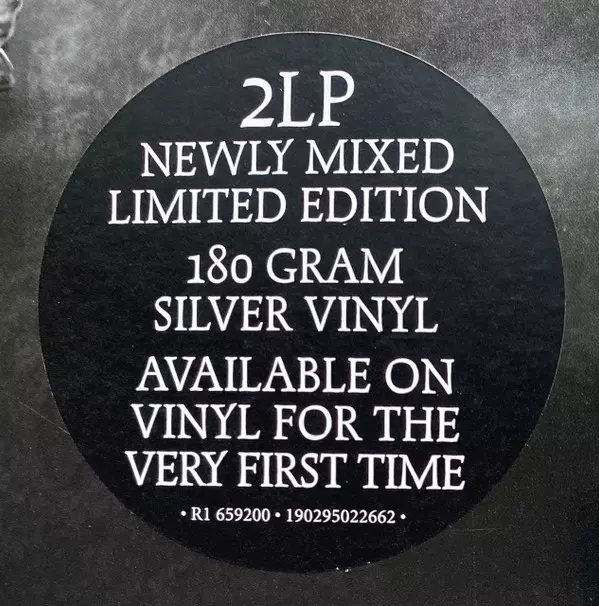 2LP
NEWLY MIXED
LIMITED EDITION
180 GRAM
SILVER VINYL
AVAILABLE ON
VINYL FOR THE
VERY FIRST TIME
• R1 659200 • 190295022662 •